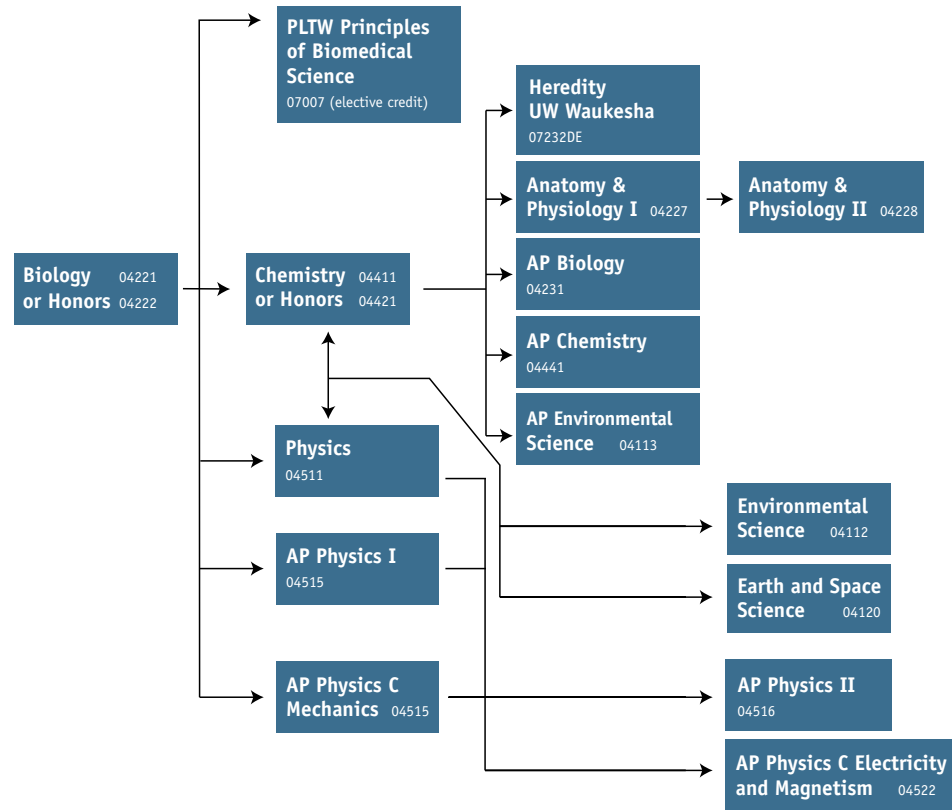 PLTW Principles
of Biomedical
Science
07007 (elective credit)
Heredity
UW Waukesha
07232DE
Anatomy &
Physiology I 04227
Anatomy &
Physiology II 04228
Biology 04221
or Honors 04222
Chemistry 04411
or Honors 04421
AP Biology
04231
AP Chemistry
04441
AP Environmental
Science 04113
Physics
04511
Environmental
Science 04112
AP Physics I
04515
Earth and Space
Science 04120
AP Physics C
Mechanics 04515
AP Physics II
04516
AP Physics C Electricity
and Magnetism 04522